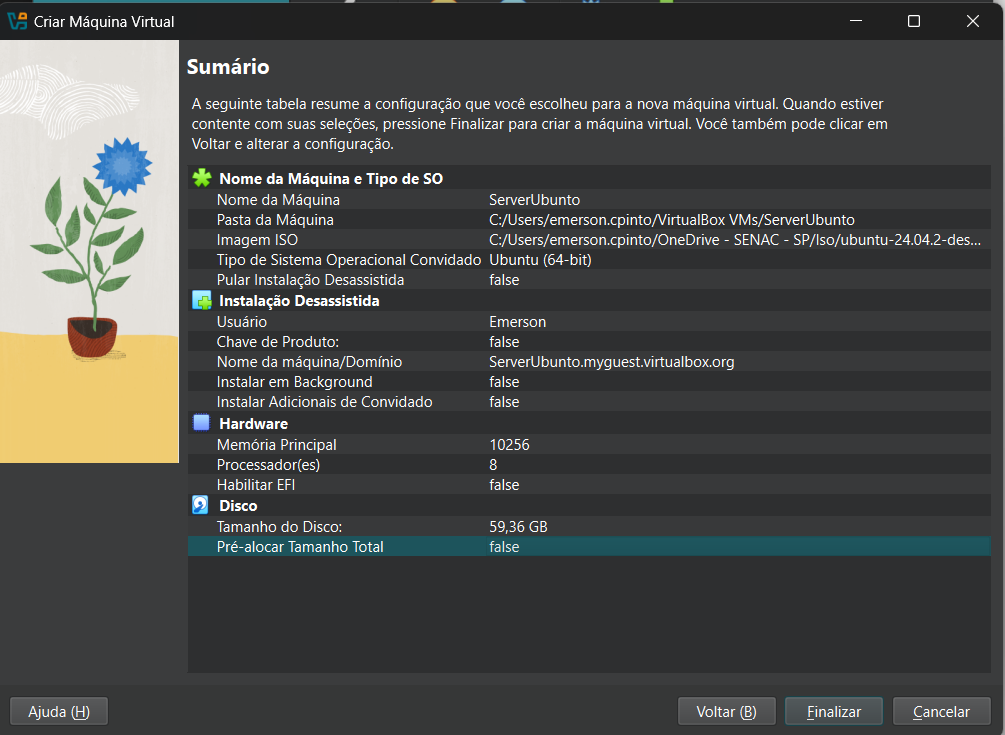 Criar Máquina Virtual
Sumário
A seguinte tabela resume a configuração que você escolheu para a nova máquina virtual. Quando estiver
contente com suas seleções, pressione Finalizar para criar a máquina virtual. Você também pode clicar em
Voltar e alterar a configuração.
Nome da Máquina e Tipo de SO
Nome da Máquina ServerUbunto
Pasta da Máquina C:/Users/emerson.cpinto/VirtualBox VMs/ServerUbunto
Imagem ISO C:/Users/emerson.cpinto/OneDrive - SENAC - SP/Iso/ubuntu-24.04.2-des...
Tipo de Sistema Operacional Convidado Ubuntu (64-bit)
Pular Instalação Desassistida false
Instalação Desassistida
Usuário Emerson
Chave de Produto: false
Nome da máquina/Domínio ServerUbunto.myguest.virtualbox.org
Instalar em Background false
Instalar Adicionais de Convidado false
Hardware
Memória Principal 10256
Processador(es) 8
Habilitar EFI false
Disco
Tamanho do Disco: 59,36 GB
Pré-alocar Tamanho Total false
Ajuda (H) Voltar (B) Finalizar Cancelar